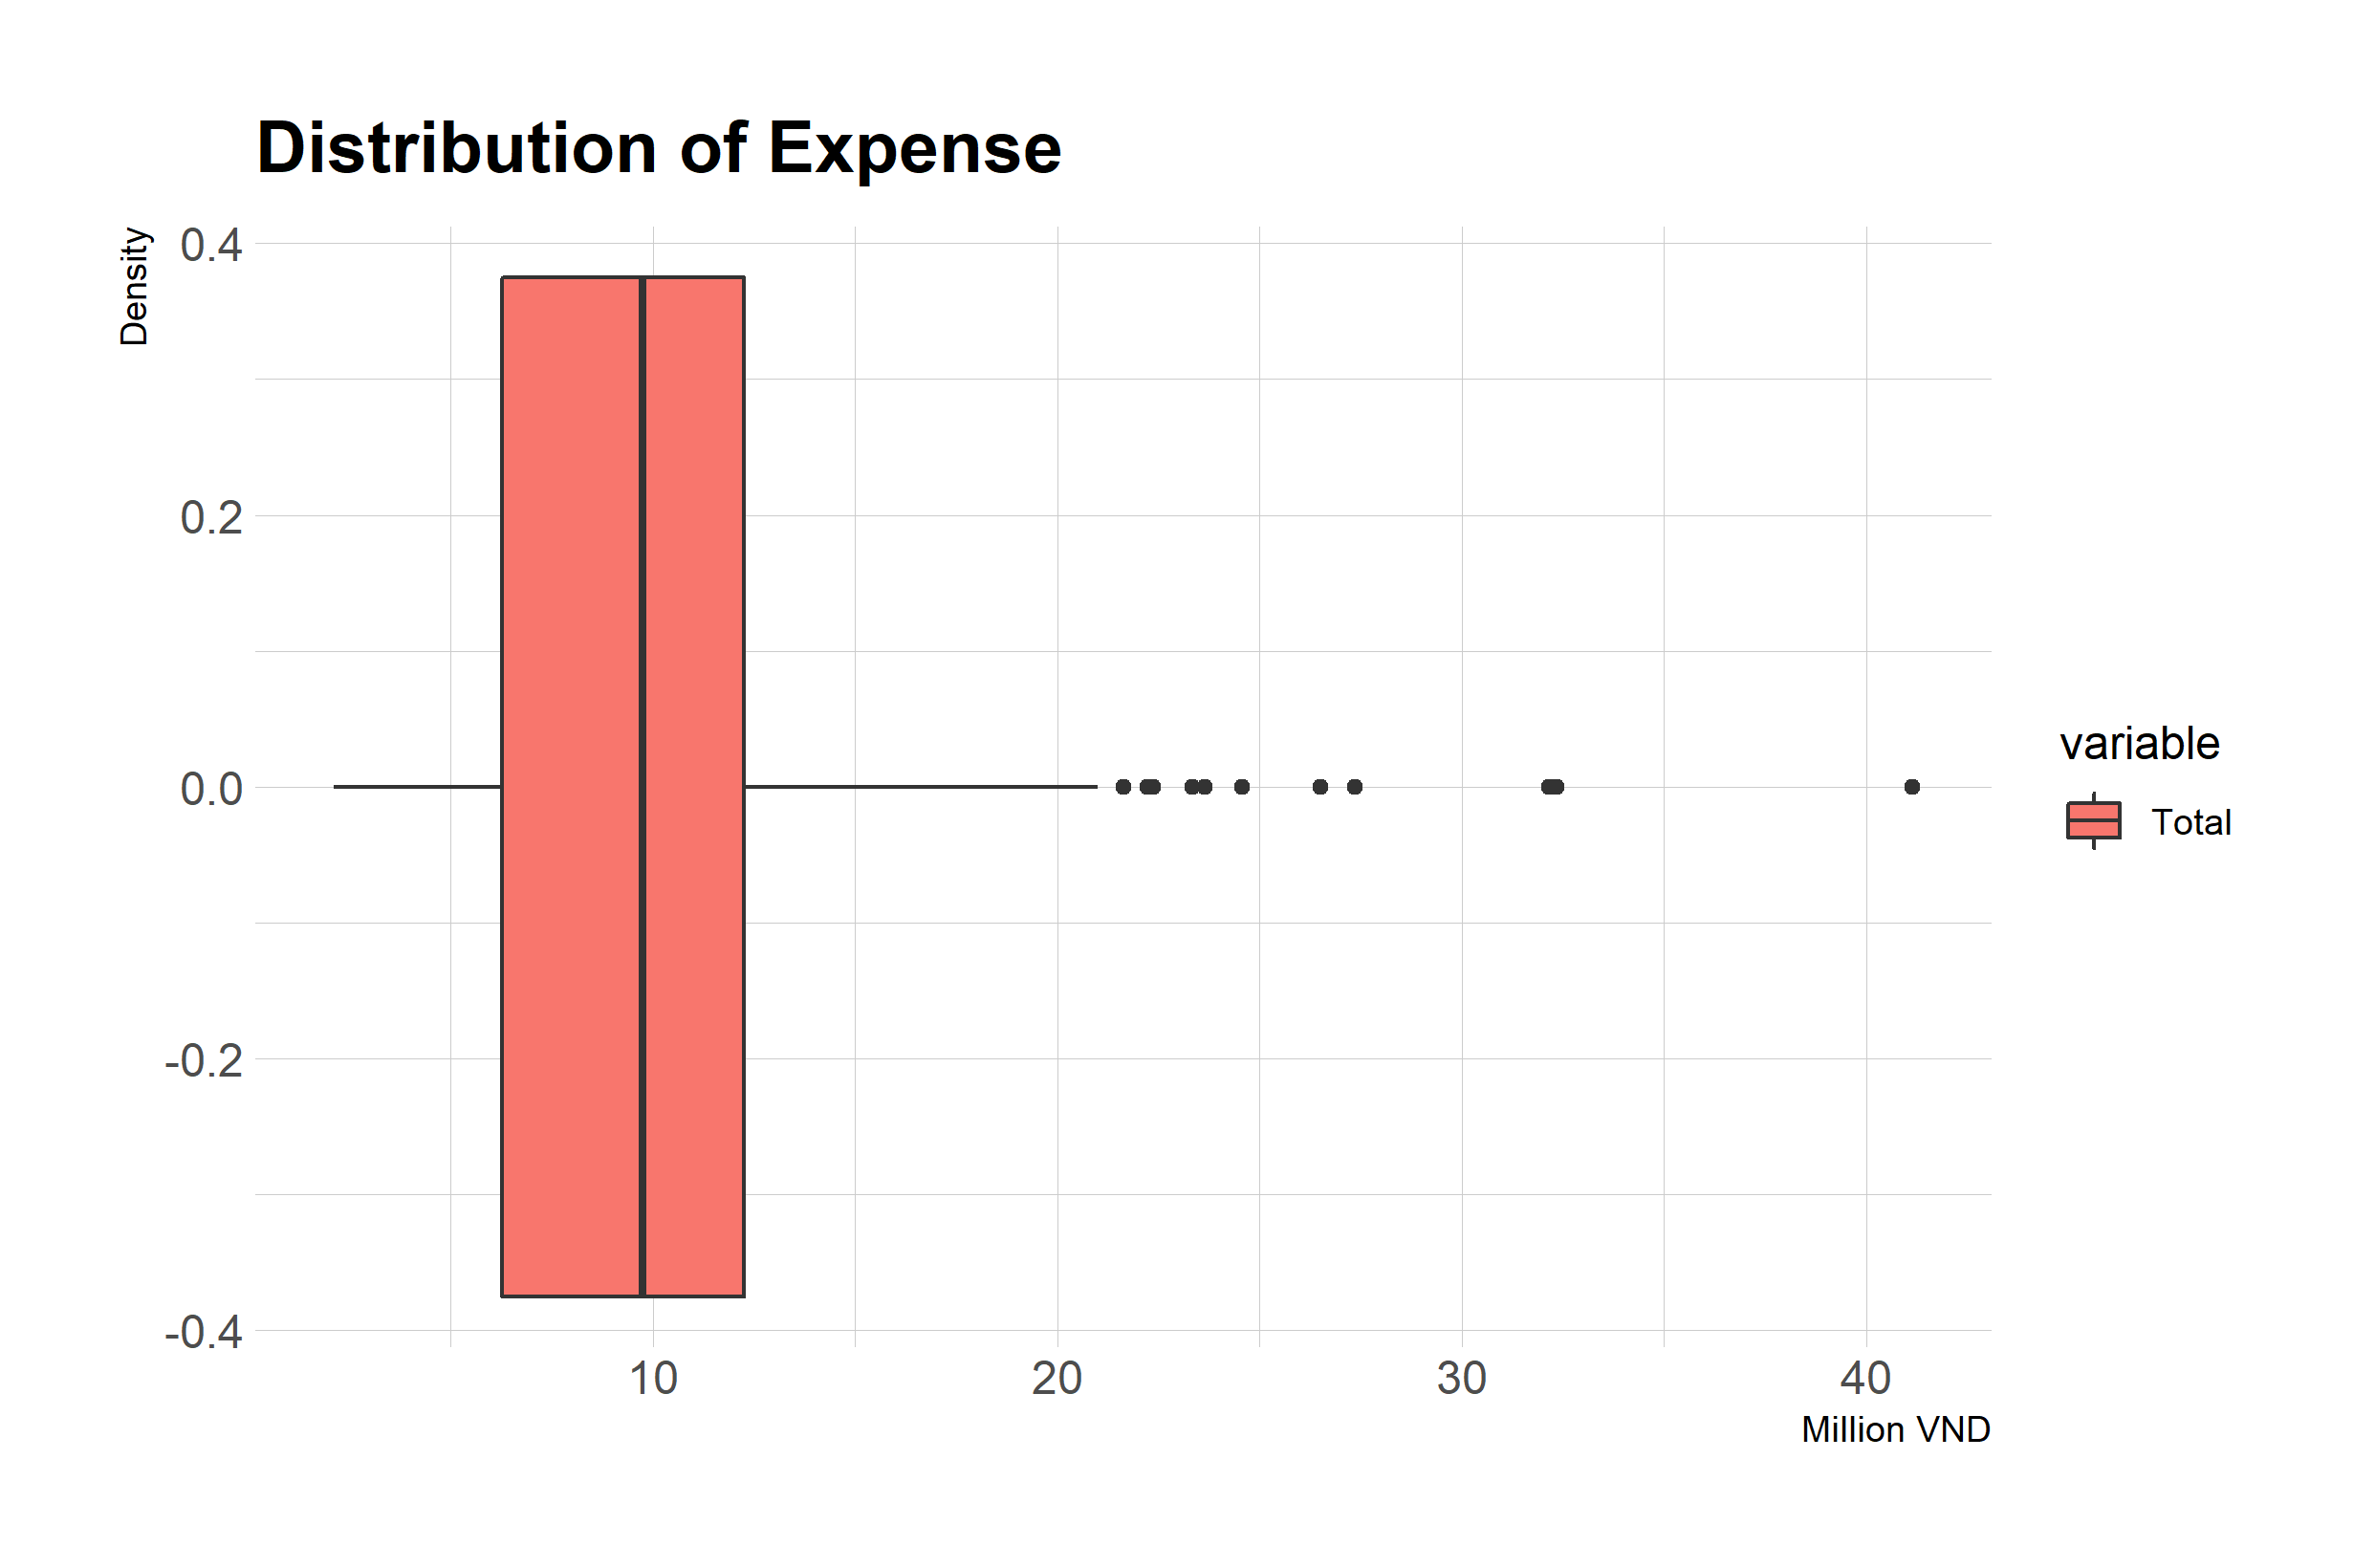 Distribution of Expense
Density
0.4
0.2
0.0
-0.2
-0.4
10 20 30 40
Million VND
variable
Total